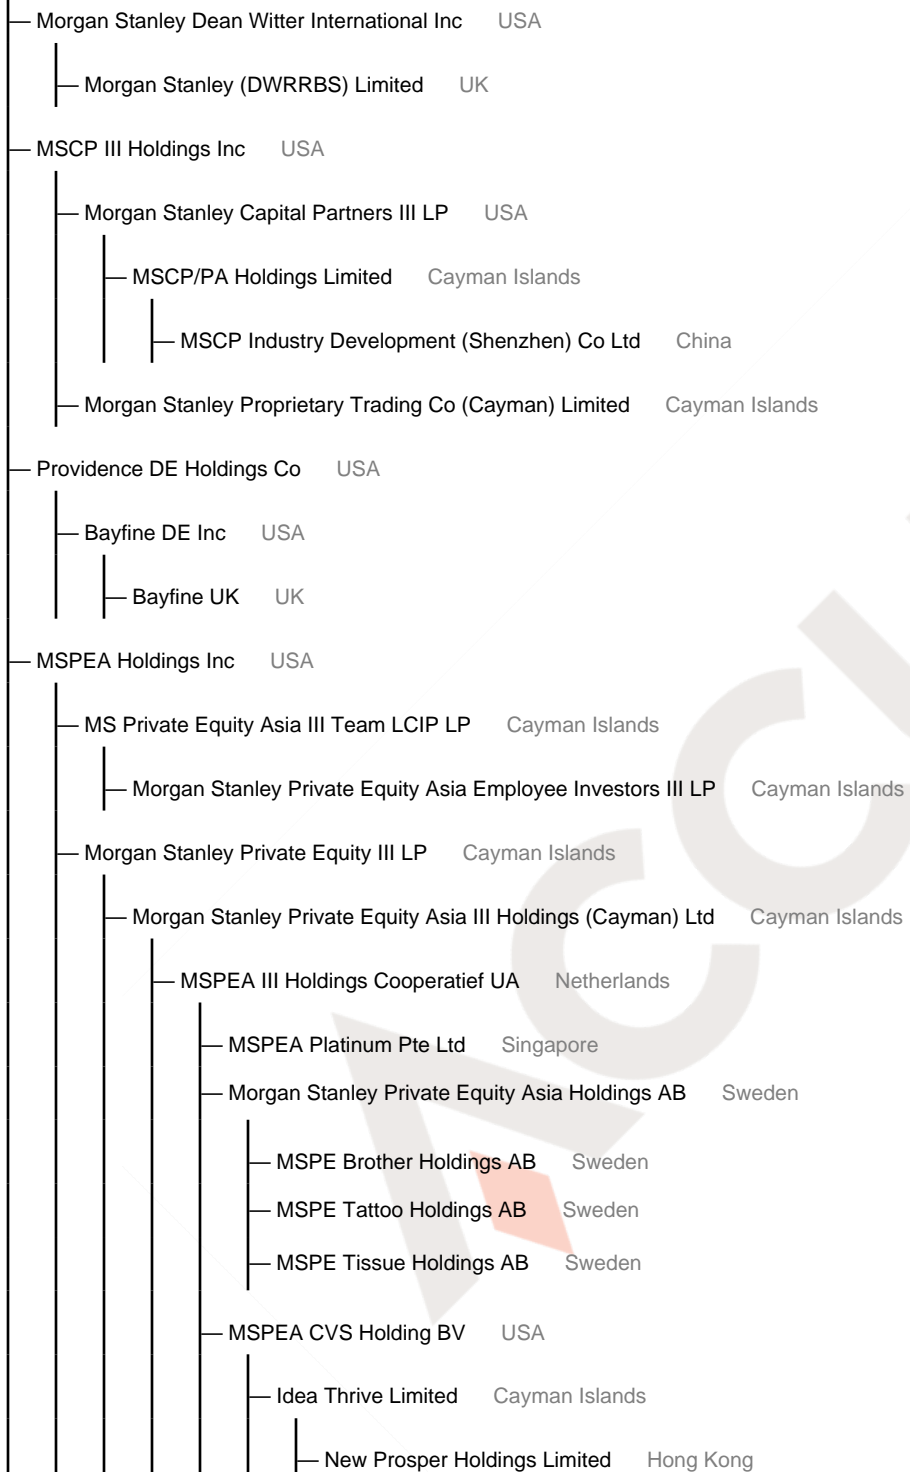 Morgan Stanley Dean Witter International Inc USA
Morgan Stanley (DWRRBS) Limited UK
MSCP III Holdings Inc USA
Morgan Stanley Capital Partners III LP USA
MSCP/PA Holdings Limited Cayman Islands
MSCP Industry Development (Shenzhen) Co Ltd China
Morgan Stanley Proprietary Trading Co (Cayman) Limited Cayman Islands
Providence DE Holdings Co USA
Bayfine DE Inc USA
Bayfine UK UK
MSPEA Holdings Inc USA
MS Private Equity Asia III Team LCIP LP Cayman Islands
Morgan Stanley Private Equity Asia Employee Investors III LP Cayman Islands
Morgan Stanley Private Equity III LP Cayman Islands
Morgan Stanley Private Equity Asia III Holdings (Cayman) Ltd Cayman Islands
MSPEA III Holdings Cooperatief UA Netherlands
MSPEA Platinum Pte Ltd Singapore
Morgan Stanley Private Equity Asia Holdings AB Sweden
MSPE Brother Holdings AB Sweden
MSPE Tattoo Holdings AB Sweden
MSPE Tissue Holdings AB Sweden
MSPEA CVS Holding BV USA
Idea Thrive Limited Cayman Islands
New Prosper Holdings Limited Hong Kong